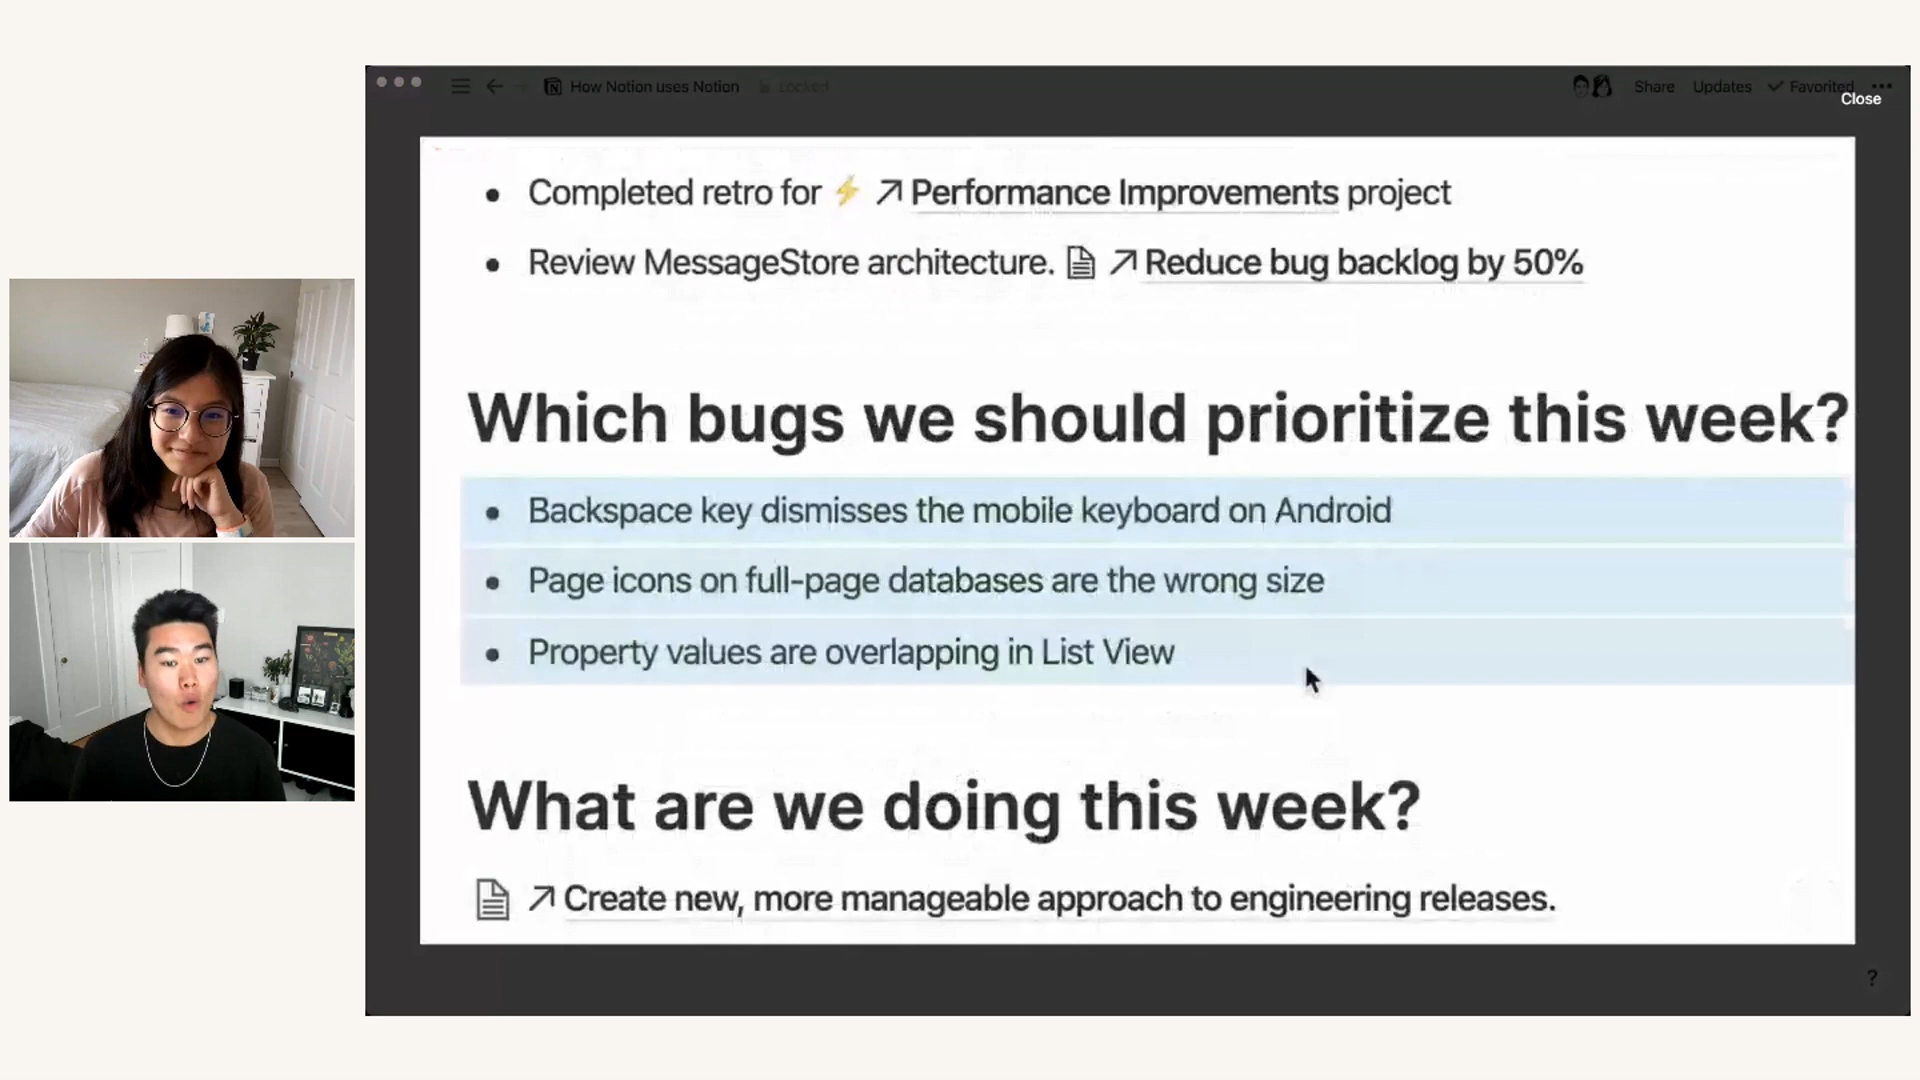 How Notion uses Notion Locked Share Updates Favorited
Close
Completed retro for Performance Improvements project
Review MessageStore architecture. Reduce bug backlog by 50%
Which bugs we should prioritize this week?
Backspace key dismisses the mobile keyboard on Android
Page icons on full-page databases are the wrong size
Property values are overlapping in List View
What are we doing this week?
Create new, more manageable approach to engineering releases.
?